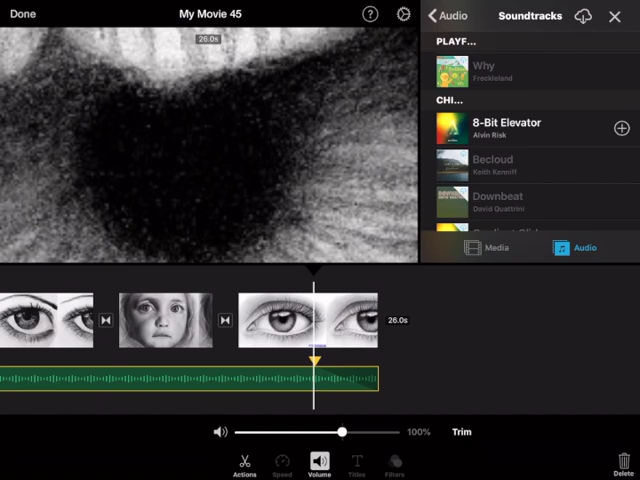 Done
My Movie 45
?
26.0s
Audio
Soundtracks
PLAYF...
Why
Freckleland
CHI...
8-Bit Elevator
Alvin Risk
Becloud
Keith Kenniff
Downbeat
David Quattrini
Media
Audio
26.0s
100%
Trim
Actions
Speed
Volume
T
Titles
Filters
Delete